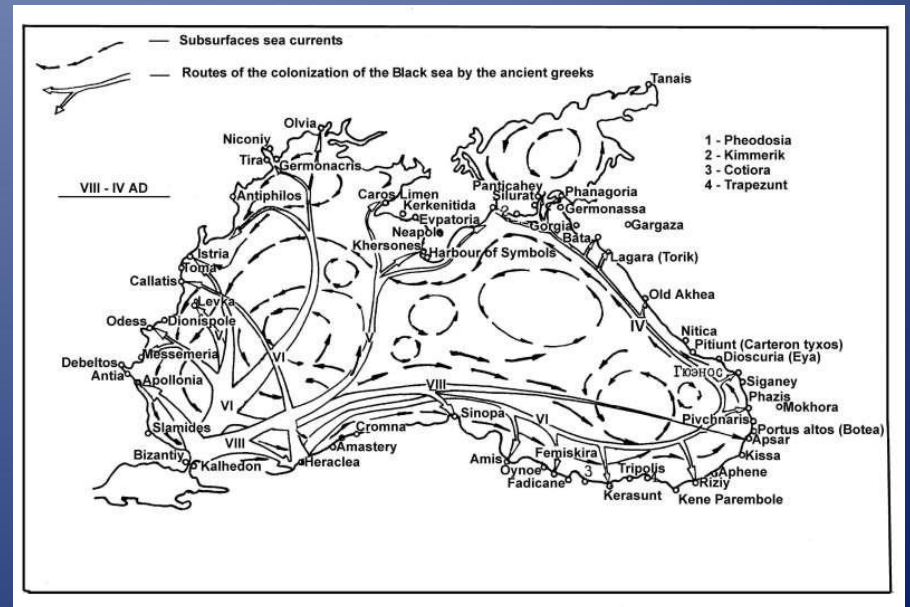 Subsurfaces sea currents
Routes of the colonization of the Black sea by the ancient greeks
Tanais
Olvia
Niconiy
Tira
Germonacris
1 - Pheodosia
2 - Kimmerik
3 - Cotiora
4 - Trapezunt
VIII - IV AD
Antiphilos
Caros Limen
Kerkenitida
Evpatoria
Neapole
Khersones
Harbour of Symbols
Panticahey
Silurato
Phanagoria
Germonassa
Gorgia
Gargaza
Bata
Lagara (Torik)
Istria
Toma
Callatis
Levka
Old Akhea
Odess
Dionispole
V
V
IV
Nitica
Pitiunt (Carteron tyxos)
Dioscuria (Eya)
Messemeria
VI
Debeltos
Antia
Apollonia
Гюэнос
Siganey
Phazis
Mokhora
VIII
VI
Sinopa
VI
Pivchnaris
Portus altos (Botea)
Apsar
Slamides
VIII
Cromna
Amastery
Kissa
Bizantiy
Kalhedon
Heraclea
Amis
Femiskira
Oynoe
Tripolis
Aphene
Fadicane
3
Riziy
Kerasunt
Kene Parembole